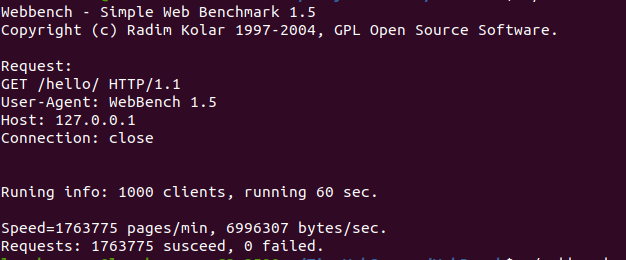 Webbench - Simple Web Benchmark 1.5
Copyright (c) Radim Kolar 1997-2004, GPL Open Source Software.
Request:
GET /hello/ HTTP/1.1
User-Agent: WebBench 1.5
Host: 127.0.0.1
Connection: close
Runing info: 1000 clients, running 60 sec.
Speed=1763775 pages/min, 6996307 bytes/sec.
Requests: 1763775 susceed, 0 failed.